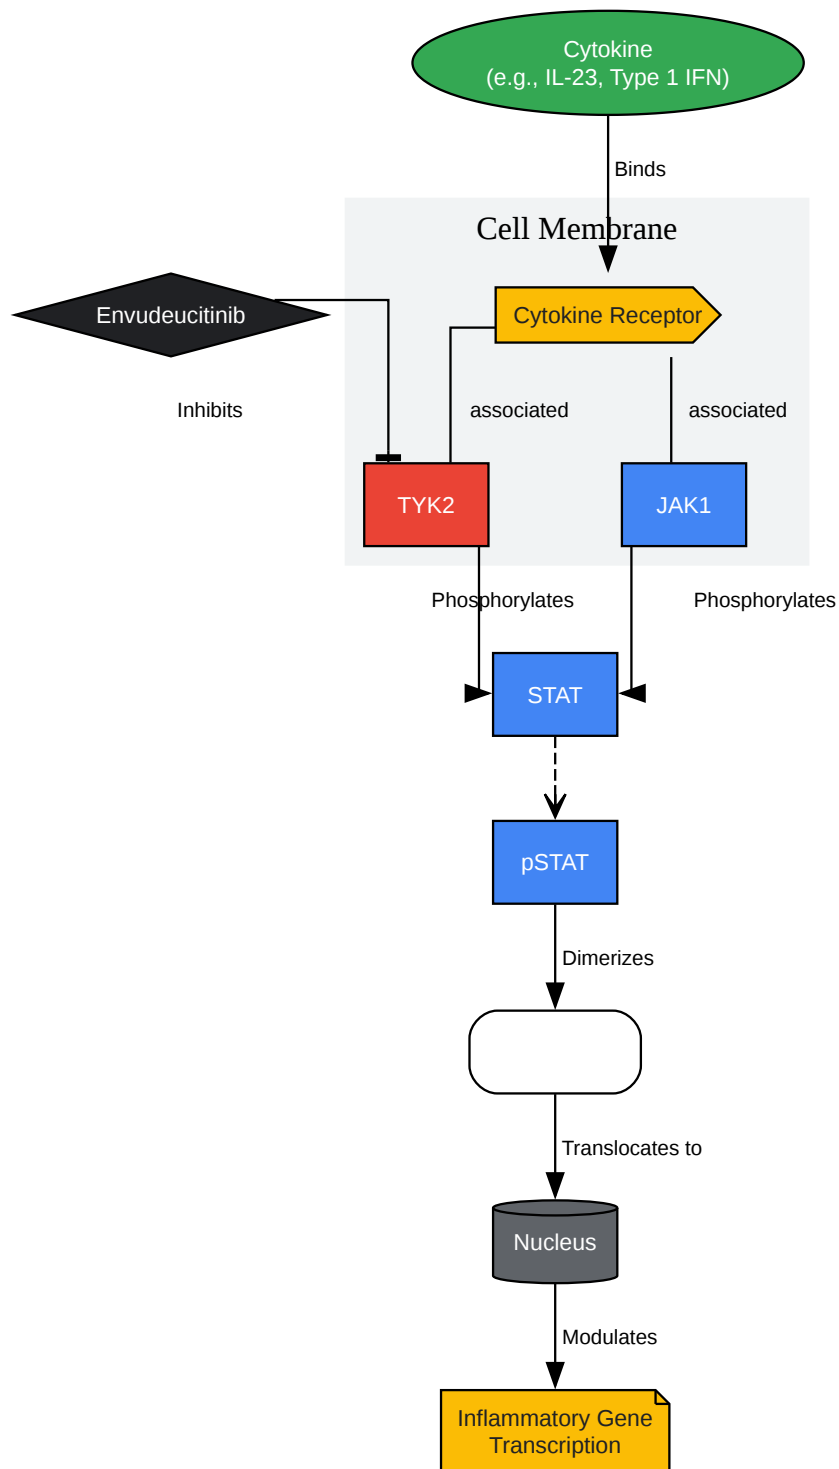 Cytokine
(e.g., IL-23, Type 1 IFN)
Binds
Cell Membrane
Envudeucitinib
Cytokine Receptor
Inhibits
associated
associated
TYK2
JAK1
Phosphorylates
Phosphorylates
STAT
pSTAT
Dimerizes
Translocates to
Nucleus
Modulates
Inflammatory Gene
Transcription